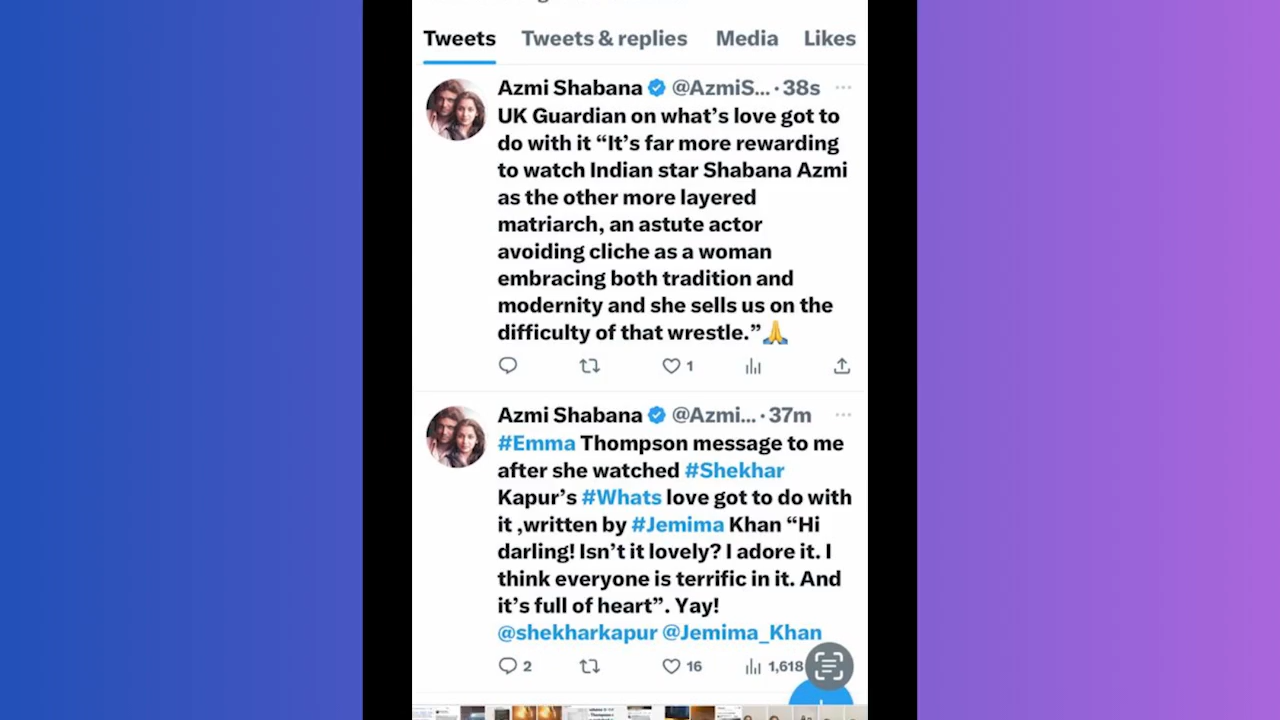 Tweets Tweets & replies Media Likes
Azmi Shabana @AzmiS... · 38s
UK Guardian on what’s love got to
do with it “It’s far more rewarding
to watch Indian star Shabana Azmi
as the other more layered
matriarch, an astute actor
avoiding cliche as a woman
embracing both tradition and
modernity and she sells us on the
difficulty of that wrestle.”🙏
1
Azmi Shabana @Azmi... · 37m
#Emma Thompson message to me
after she watched #Shekhar
Kapur’s #Whats love got to do with
it ,written by #Jemima Khan “Hi
darling! Isn’t it lovely? I adore it. I
think everyone is terrific in it. And
it’s full of heart”. Yay!
@shekharkapur @Jemima_Khan
2 16 1,618